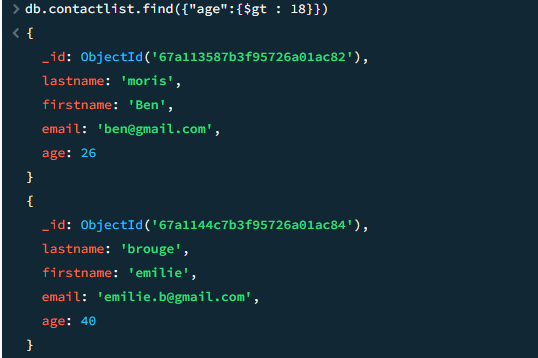 > db.contactlist.find({"age":{$gt : 18}})
< {
_id: ObjectId('67a113587b3f95726a01ac82'),
lastname: 'moris',
firstname: 'Ben',
email: 'ben@gmail.com',
age: 26
}
{
_id: ObjectId('67a1144c7b3f95726a01ac84'),
lastname: 'brouge',
firstname: 'emilie',
email: 'emilie.b@gmail.com',
age: 40
}